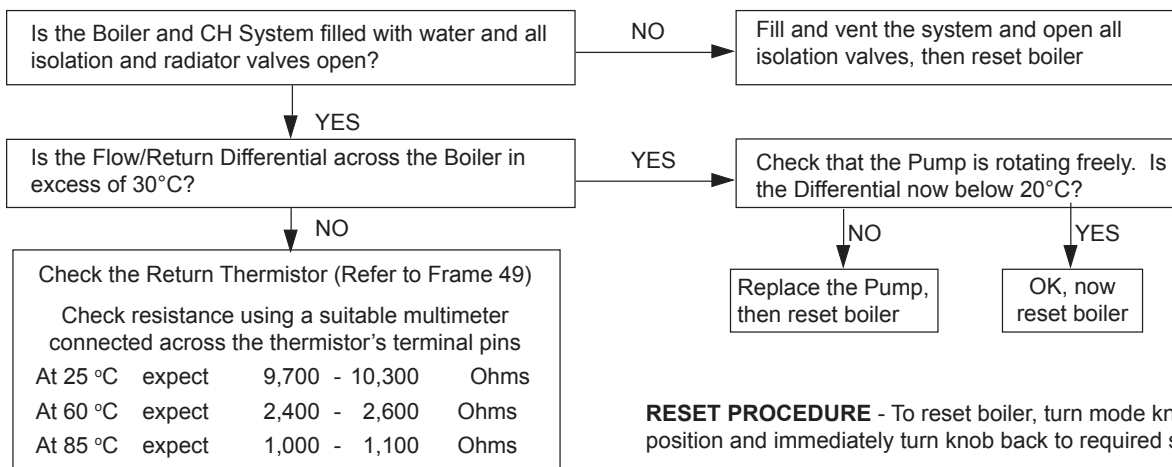 Is the Boiler and CH System filled with water and all
isolation and radiator valves open?
NO
Fill and vent the system and open all
isolation valves, then reset boiler
YES
Is the Flow/Return Differential across the Boiler in
excess of 30°C?
YES
Check that the Pump is rotating freely.  Is
the Differential now below 20°C?
NO
NO
YES
Check the Return Thermistor (Refer to Frame 49)
Check resistance using a suitable multimeter
connected across the thermistor's terminal pins
At 25 °C expect 9,700 - 10,300 Ohms
At 60 °C expect 2,400 - 2,600 Ohms
At 85 °C expect 1,000 - 1,100 Ohms
Replace the Pump,
then reset boiler
OK, now
reset boiler
RESET PROCEDURE - To reset boiler, turn mode
position and immediately turn knob back to required